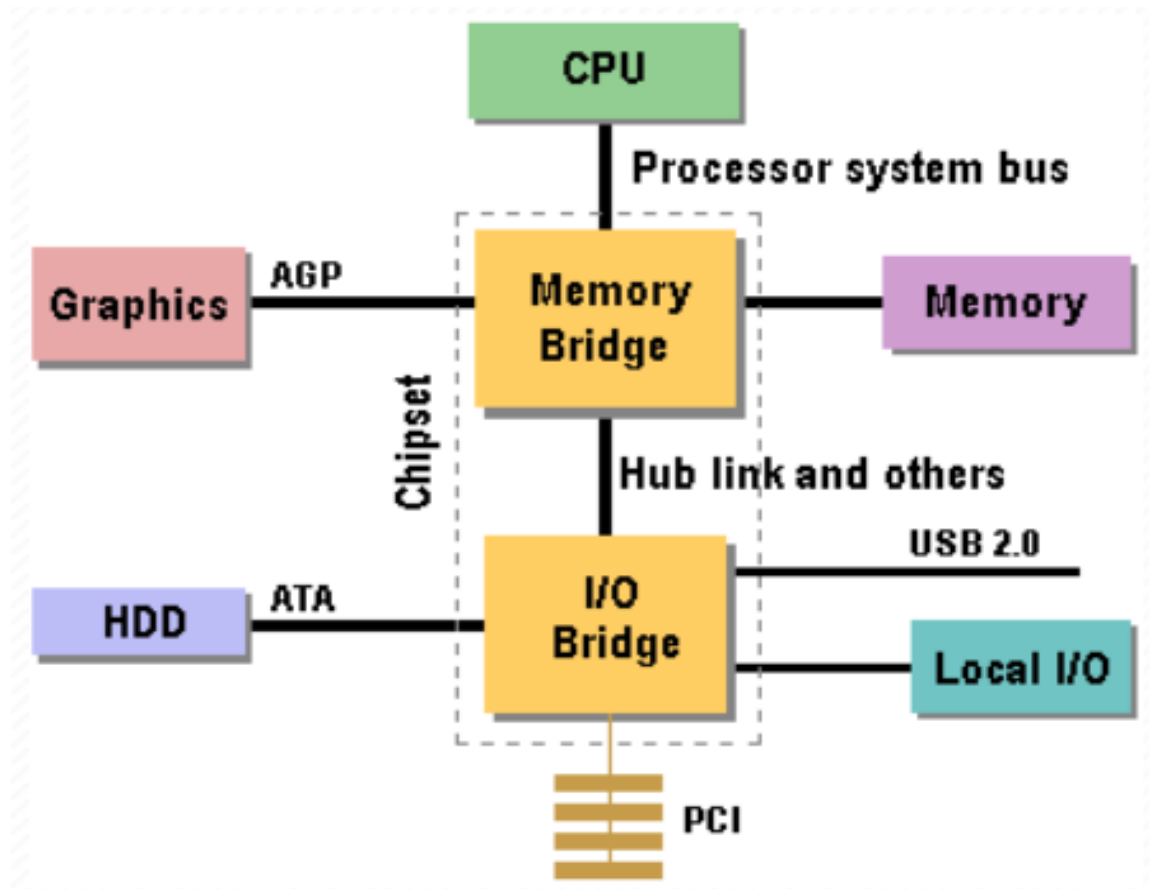 CPU
Processor system bus
AGP
Graphics
Memory
Bridge
Memory
Chipset
Hub link and others
USB 2.0
ATA
HDD
I/O
Bridge
Local I/O
PCI